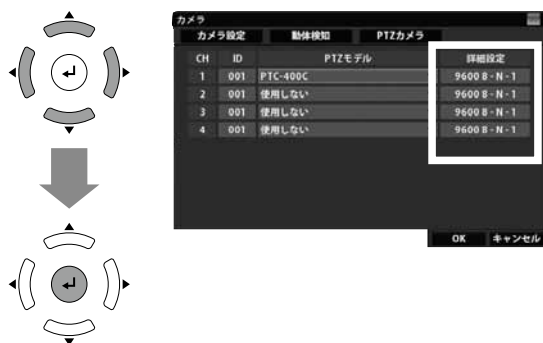 カメラ
カメラ設定 動体検知 PTZカメラ
CH ID PTZモデル 詳細設定
1 001 PTC-400C 9600 8 - N - 1
2 001 使用しない 9600 8 - N - 1
3 001 使用しない 9600 8 - N - 1
4 001 使用しない 9600 8 - N - 1
OK キャンセル